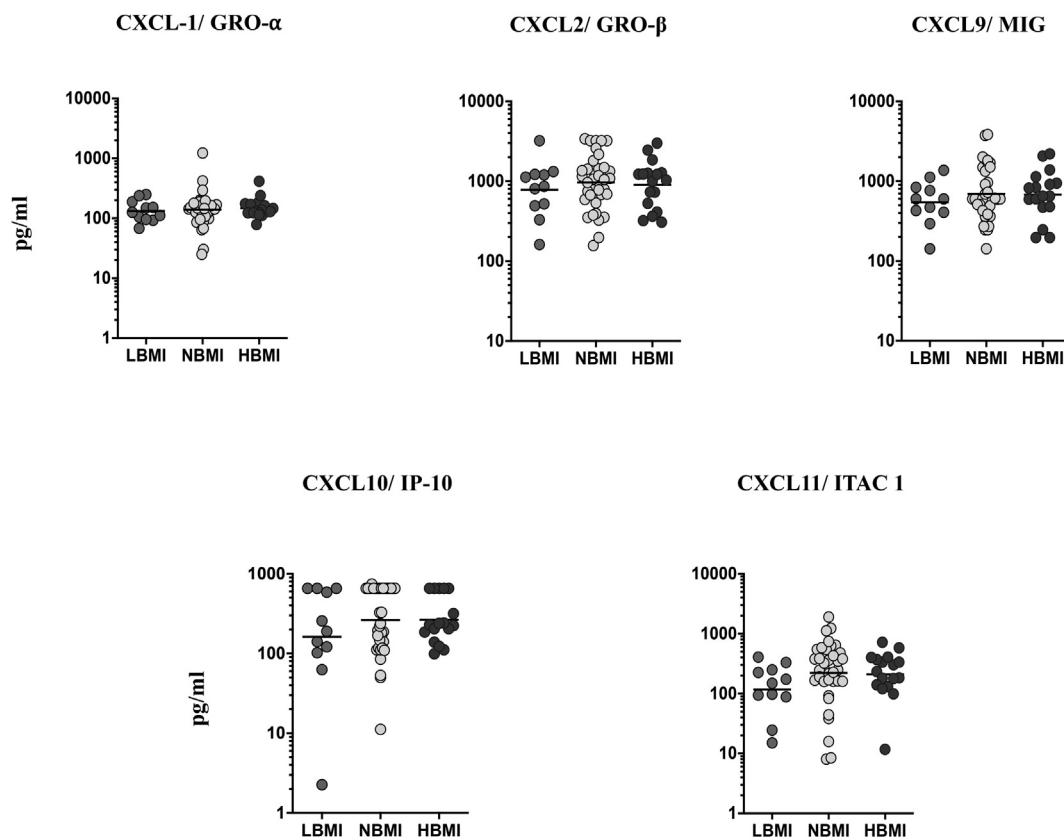 CXCL-1/ GRO-α
CXCL2/ GRO-β
CXCL9/ MIG
pg/ml
10000
1000
100
10
1
LBMI NBMI HBMI
10000
1000
100
10
LBMI NBMI HBMI
10000
1000
100
10
LBMI NBMI HBMI
CXCL10/ IP-10
CXCL11/ ITAC 1
pg/ml
1000
100
10
1
LBMI NBMI HBMI
10000
1000
100
10
1
LBMI NBMI HBMI